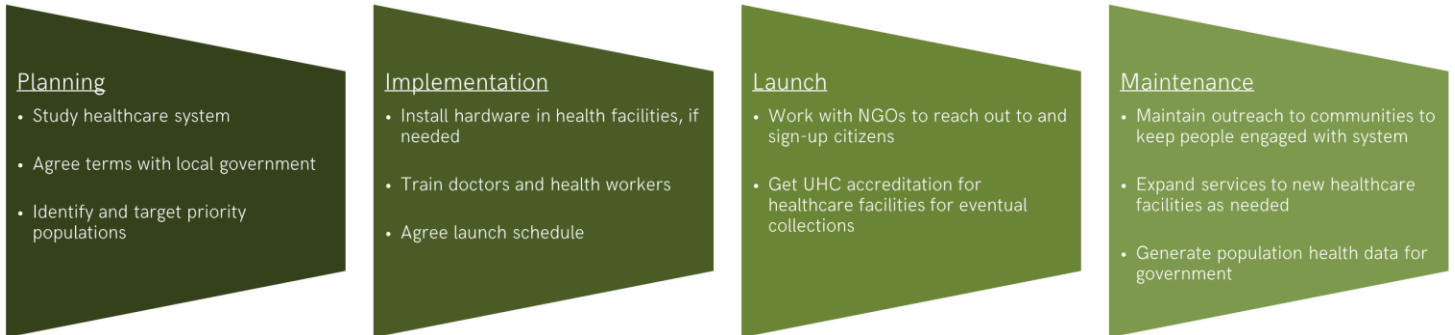 Planning
• Study healthcare system
• Agree terms with local government
• Identify and target priority
populations
Implementation
• Install hardware in health facilities, if
needed
• Train doctors and health workers
• Agree launch schedule
Launch
• Work with NGOs to reach out to and
sign-up citizens
• Get UHC accreditation for
healthcare facilities for eventual
collections
Maintenance
• Maintain outreach to communities to
keep people engaged with system
• Expand services to new healthcare
facilities as needed
• Generate population health data for
government